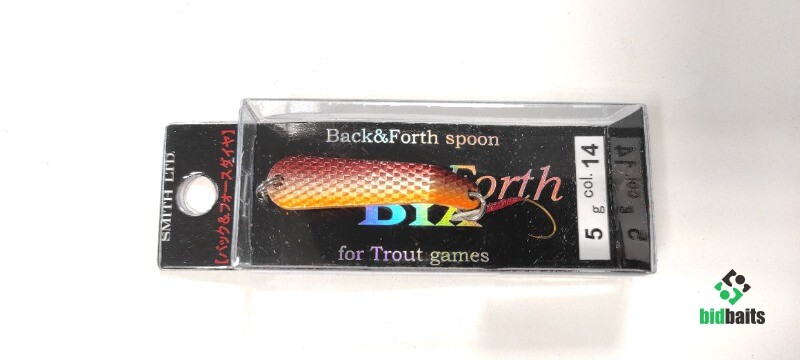 SMITH LTD.
【バック&フォースダイヤ】
Back&Forth spoon
Forth
for Trout games
5 g col. 14
bidbaits